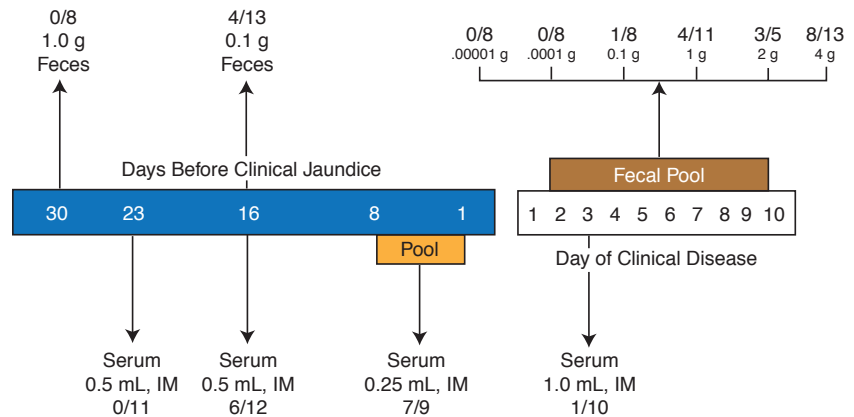 0/8
1.0 g
Feces
4/13
0.1 g
Feces
0/8 0/8 1/8 4/11 3/5 8/13
.00001 g .0001 g 0.1 g 1 g 2 g 4 g
Days Before Clinical Jaundice
30 23 16 8 1
Pool
Fecal Pool
1 2 3 4 5 6 7 8 9 10
Day of Clinical Disease
Serum
0.5 mL, IM
0/11
Serum
0.5 mL, IM
6/12
Serum
0.25 mL, IM
7/9
Serum
1.0 mL, IM
1/10